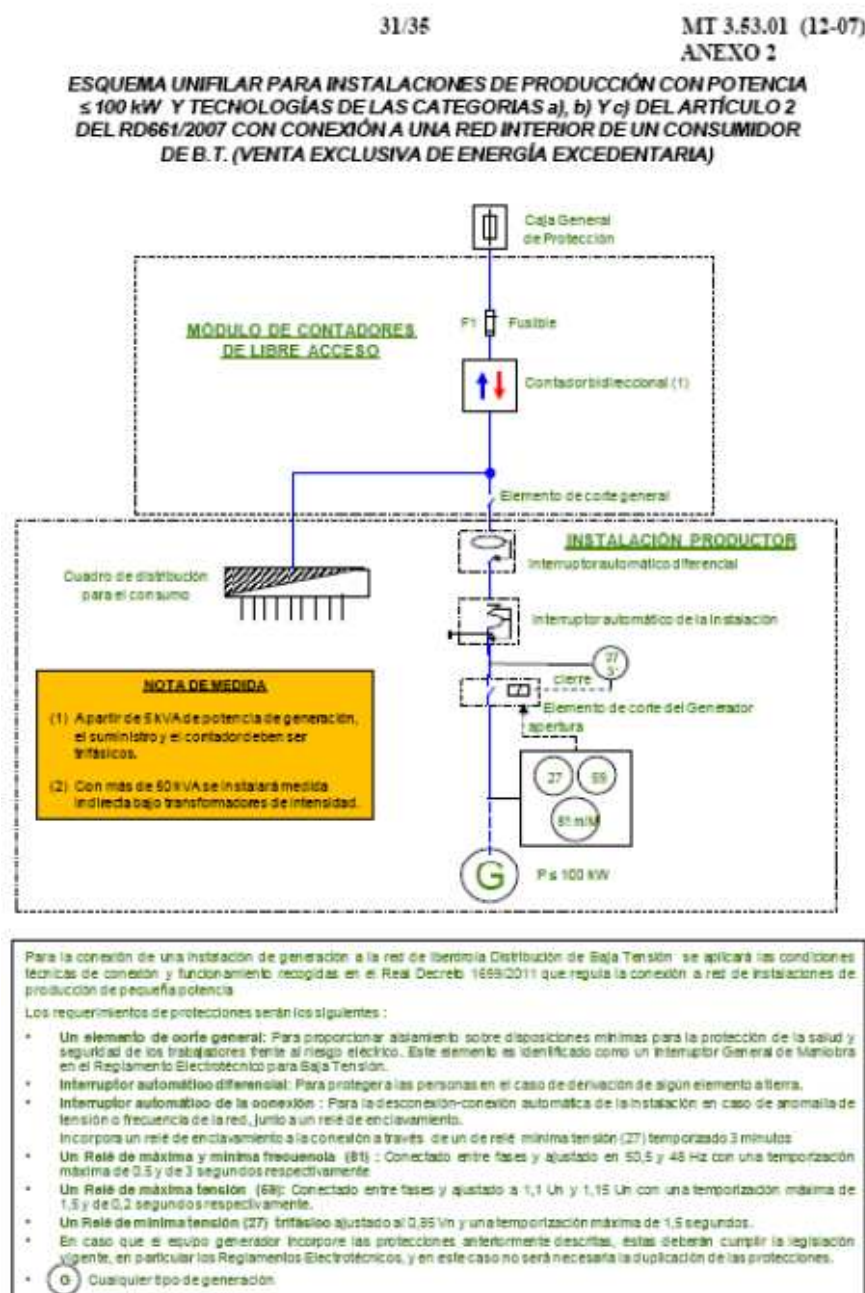 31/35
MT 3.53.01 (12-07)
ANEXO 2
ESQUEMA UNIFILAR PARA INSTALACIONES DE PRODUCCIÓN CON POTENCIA
≤ 100 kW Y TECNOLOGÍAS DE LAS CATEGORIAS a), b) Y c) DEL ARTÍCULO 2
DEL RD661/2007 CON CONEXIÓN A UNA RED INTERIOR DE UN CONSUMIDOR
DE B.T. (VENTA EXCLUSIVA DE ENERGÍA EXCEDENTARIA)
Caja General
de Protección
MÓDULO DE CONTADORES
DE LIBRE ACCESO
F1 Fusible
Contador bidireccional (1)
Elemento de corte general
INSTALACIÓN PRODUCTOR
Interruptor automático diferencial
Cuadro de distribución
para el consumo
Interruptor automático de la Instalación
27
3'
cierre
Elemento de corte del Generador
apertura
NOTA DE MEDIDA
(1) A partir de 5 kVA de potencia de generación,
el suministro y el contador deben ser
trifásicos.
(2) Con más de 50 kVA se instalará medida
indirecta bajo transformadores de intensidad.
27
59
81 m/M
G
P ≤ 100 kW
Para la conexión de una instalación de generación a la red de Iberdrola Distribución de Baja Tensión se aplicará las condiciones
técnicas de conexión y funcionamiento recogidas en el Real Decreto 1699/2011 que regula la conexión a red de instalaciones de
producción de pequeña potencia
Los requerimientos de protecciones serán los siguientes :
• Un elemento de corte general: Para proporcionar aislamiento sobre disposiciones mínimas para la protección de la salud y
seguridad de los trabajadores frente al riesgo eléctrico. Este elemento es identificado como un Interruptor General de Maniobra
en el Reglamento Electrotécnico para Baja Tensión.
• Interruptor automático diferencial: Para proteger a las personas en el caso de derivación de algún elemento a tierra.
• Interruptor automático de la conexión : Para la desconexión-conexión automática de la instalación en caso de anomalía de
tensión o frecuencia de la red, junto a un relé de enclavamiento.
Incorpora un relé de enclavamiento a la conexión a través de un de relé mínima tensión (27) temporizado 3 minutos
• Un Relé de máxima y mínima frecuencia (81) : Conectado entre fases y ajustado en 50,5 y 48 Hz con una temporización
máxima de 0.5 y de 3 segundos respectivamente
• Un Relé de máxima tensión (59): Conectado entre fases y ajustado a 1,1 Un y 1,15 Un con una temporización máxima de
1,5 y de 0,2 segundos respectivamente.
• Un Relé de mínima tensión (27) trifásico ajustado al 0,85 Vn y una temporización máxima de 1,5 segundos.
• En caso que el equipo generador incorpore las protecciones anteriormente descritas, éstas deberán cumplir la legislación
vigente, en particular los Reglamentos Electrotécnicos, y en este caso no será necesaria la duplicación de las protecciones.
• G Cualquier tipo de generación